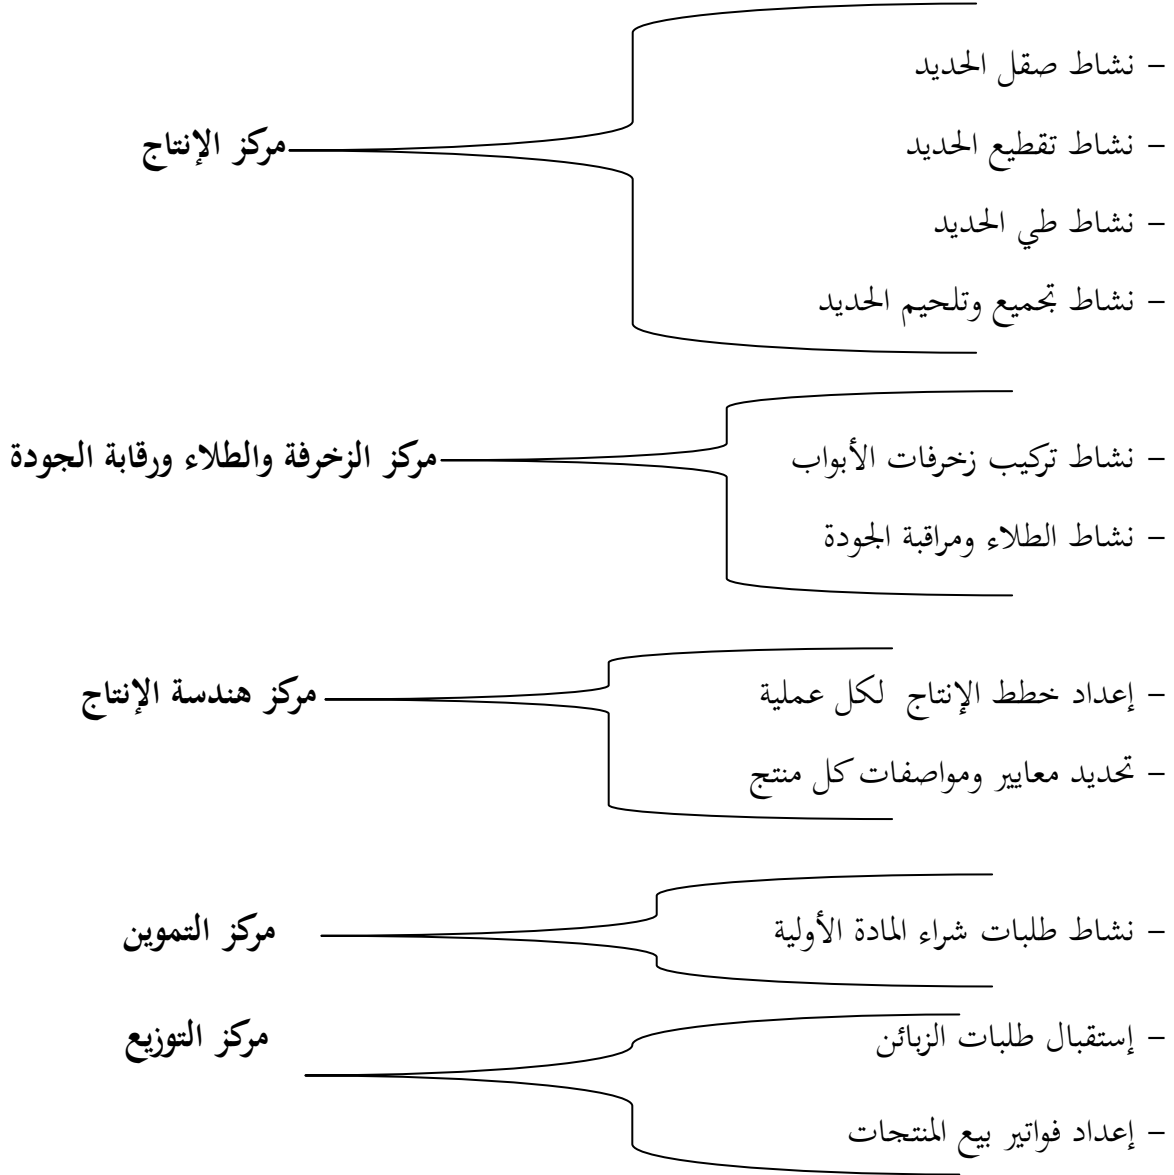 – نشاط صقل الحديد
– نشاط تقطيع الحديد
مركز الإنتاج
– نشاط طي الحديد
– نشاط تجميع وتلحيم الحديد
– نشاط تركيب زخرفات الأبواب
مركز الزخرفة والطلاء ورقابة الجودة
– نشاط الطلاء ومراقبة الجودة
– إعداد خطط الإنتاج لكل عملية
مركز هندسة الإنتاج
– تحديد معايير ومواصفات كل منتج
– نشاط طلبات شراء المادة الأولية
مركز التموين
– إستقبال طلبات الزبائن
مركز التوزيع
– إعداد فواتير بيع المنتجات